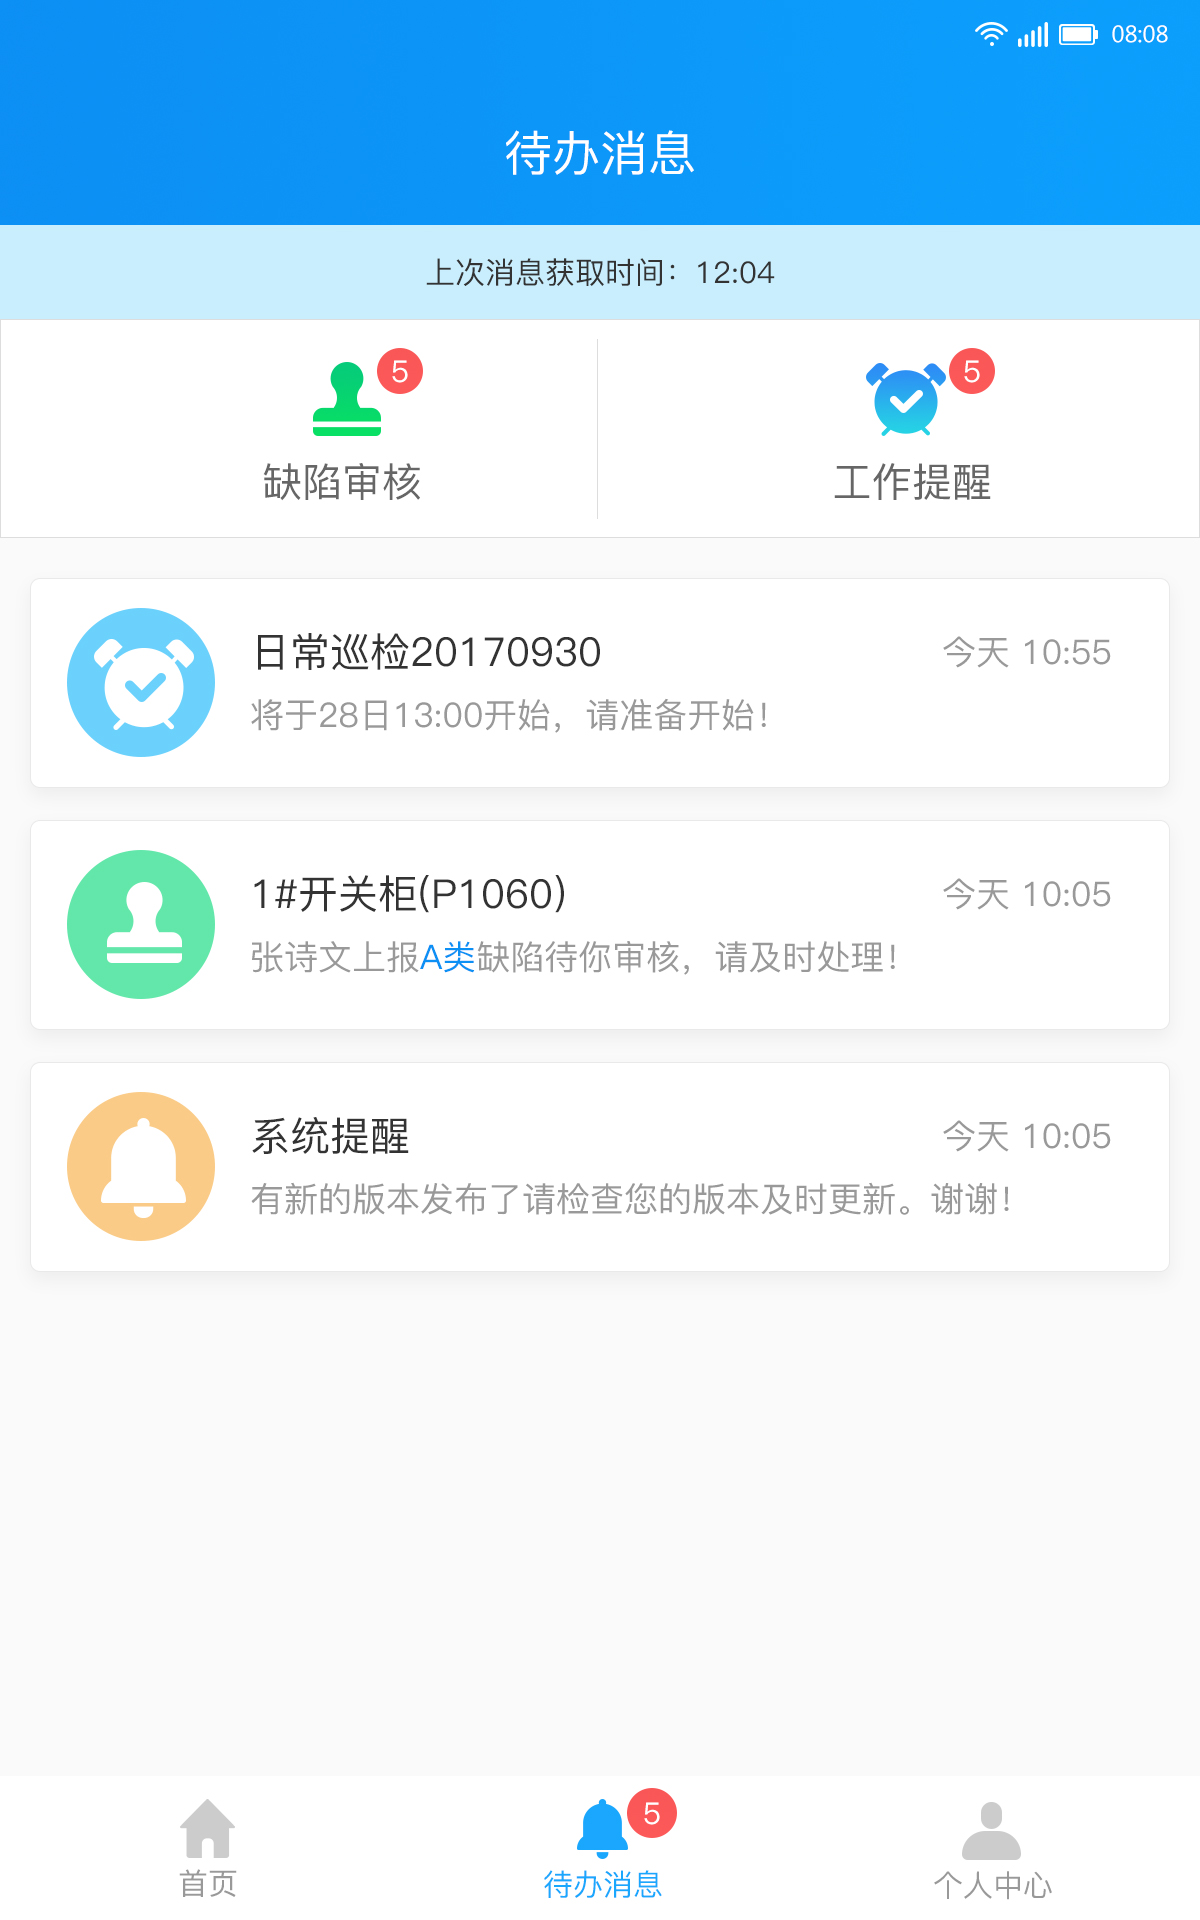 08:08
待办消息
上次消息获取时间：12:04
5
5
缺陷审核
工作提醒
日常巡检20170930
今天 10:55
将于28日13:00开始，请准备开始！
1#开关柜(P1060)
今天 10:05
张诗文上报A类缺陷待你审核，请及时处理！
系统提醒
今天 10:05
有新的版本发布了请检查您的版本及时更新。谢谢！
5
首页
待办消息
个人中心